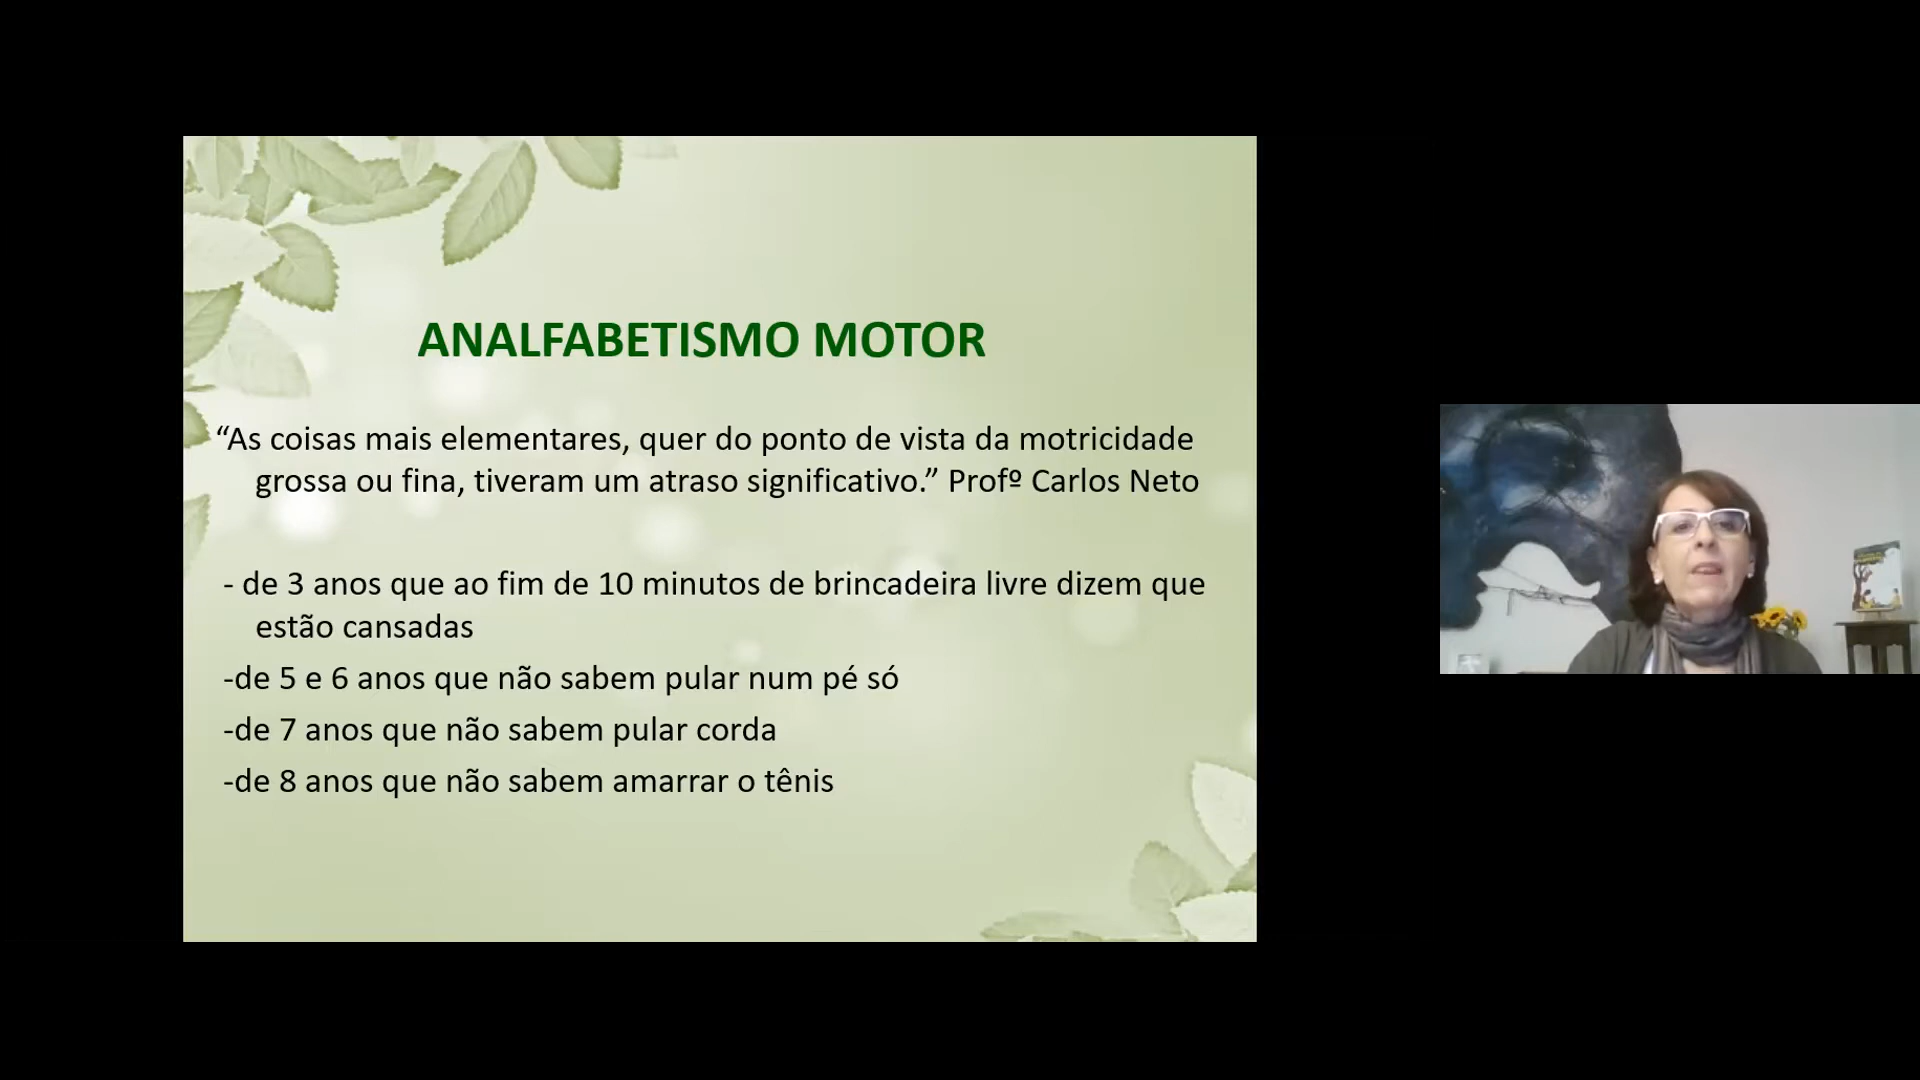 ANALFABETISMO MOTOR
“As coisas mais elementares, quer do ponto de vista da motricidade
grossa ou fina, tiveram um atraso significativo.” Profº Carlos Neto
- de 3 anos que ao fim de 10 minutos de brincadeira livre dizem que
estão cansadas
-de 5 e 6 anos que não sabem pular num pé só
-de 7 anos que não sabem pular corda
-de 8 anos que não sabem amarrar o tênis